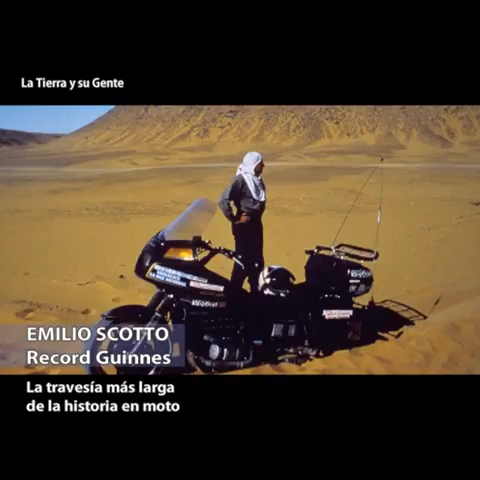 La Tierra y su Gente
EMILIO SCOTTO
Record Guinnes
La travesía más larga
de la historia en moto